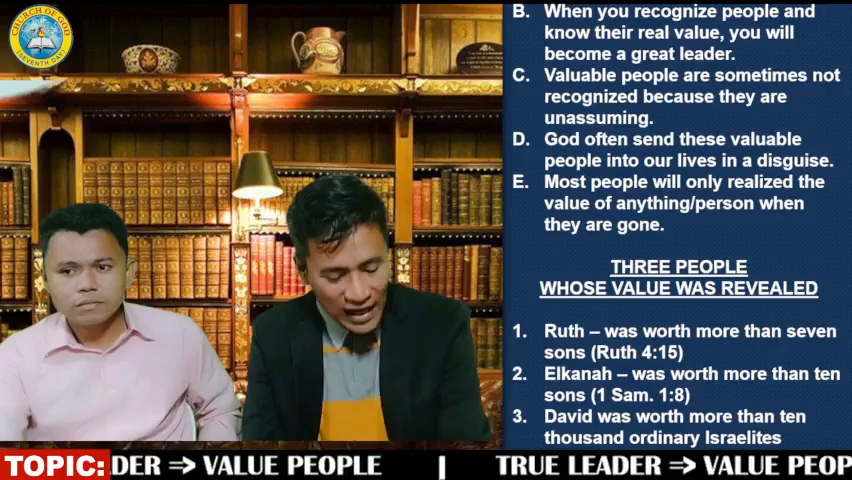 CHURCH OF GOD
(SEVENTH DAY)
B. When you recognize people and
know their real value, you will
become a great leader.
C. Valuable people are sometimes not
recognized because they are
unassuming.
D. God often send these valuable
people into our lives in a disguise.
E. Most people will only realized the
value of anything/person when
they are gone.
THREE PEOPLE
WHOSE VALUE WAS REVEALED
1. Ruth – was worth more than seven
sons (Ruth 4:15)
2. Elkanah – was worth more than ten
sons (1 Sam. 1:8)
3. David was worth more than ten
thousand ordinary Israelites
TOPIC: DER ⇒ VALUE PEOPLE | TRUE LEADER ⇒ VALUE PEOP